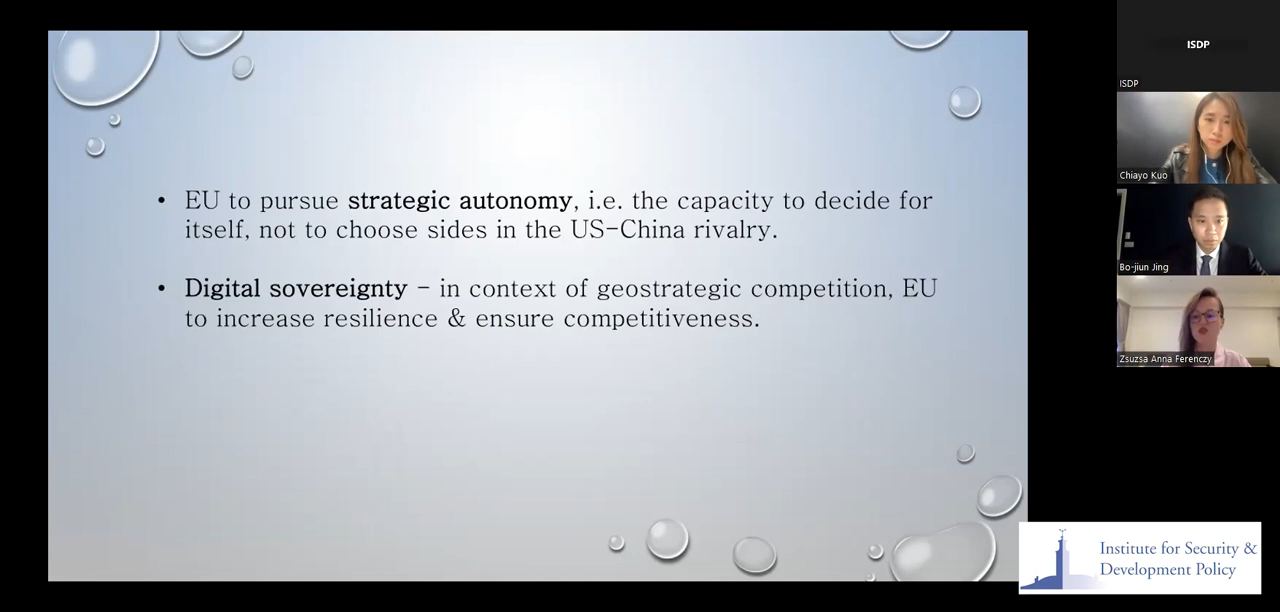 • EU to pursue strategic autonomy, i.e. the capacity to decide for
itself, not to choose sides in the US-China rivalry.
• Digital sovereignty - in context of geostrategic competition, EU
to increase resilience & ensure competitiveness.
ISDP
ISDP
Chiayo Kuo
Bo-jiun Jing
Zsuzsa Anna Ferenczy
Institute for Security &
Development Policy